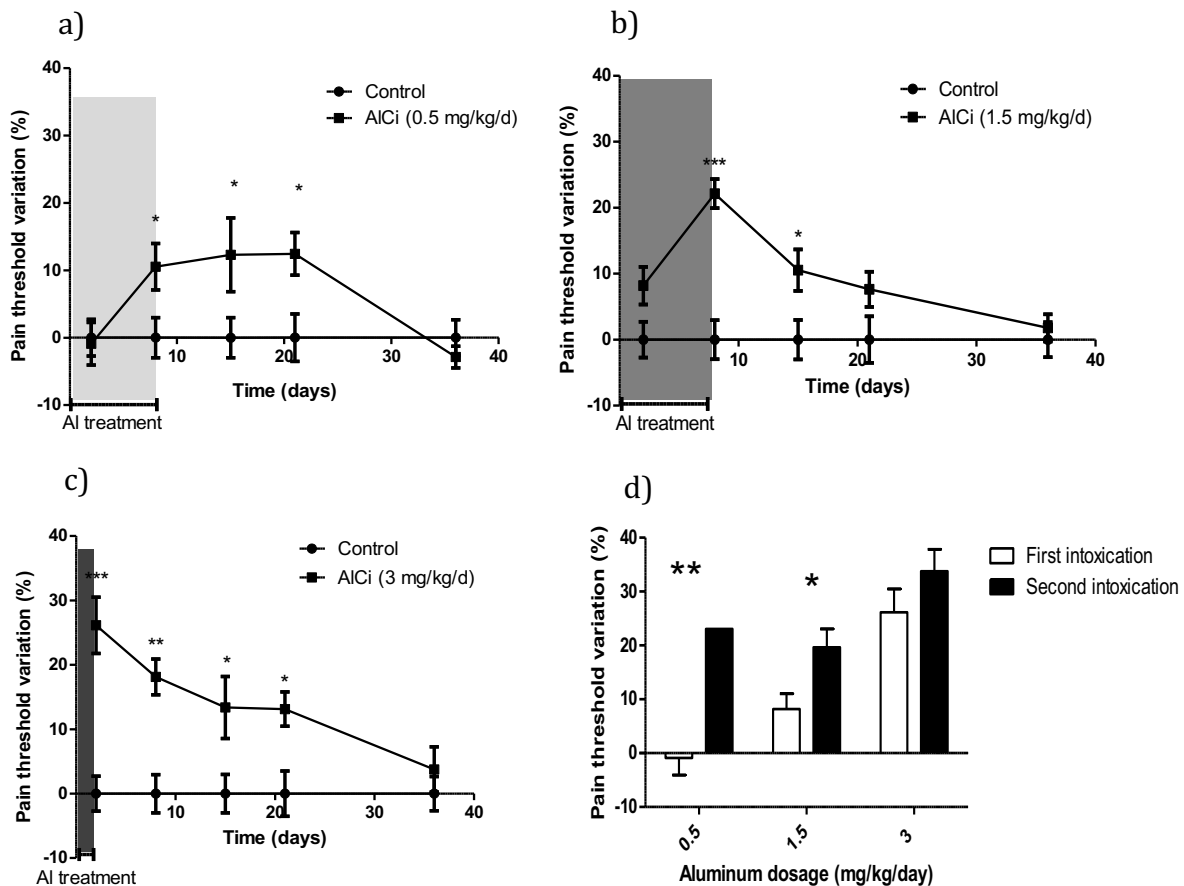 a)
Pain threshold variation (%)
40
30
20
10
0
-10
Control
AlCi (0.5 mg/kg/d)
*
*
*
10
20
30
40
Time (days)
Al treatment
b)
Pain threshold variation (%)
40
30
20
10
0
-10
Control
AlCi (1.5 mg/kg/d)
***
*
10
20
30
40
Time (days)
Al treatment
c)
Pain threshold variation (%)
40
30
20
10
0
-10
Control
AlCi (3 mg/kg/d)
***
**
*
*
10
20
30
40
Time (days)
Al treatment
d)
Pain threshold variation (%)
40
30
20
10
0
-10
First intoxication
Second intoxication
**
*
0.5
1.5
3
Aluminum dosage (mg/kg/day)